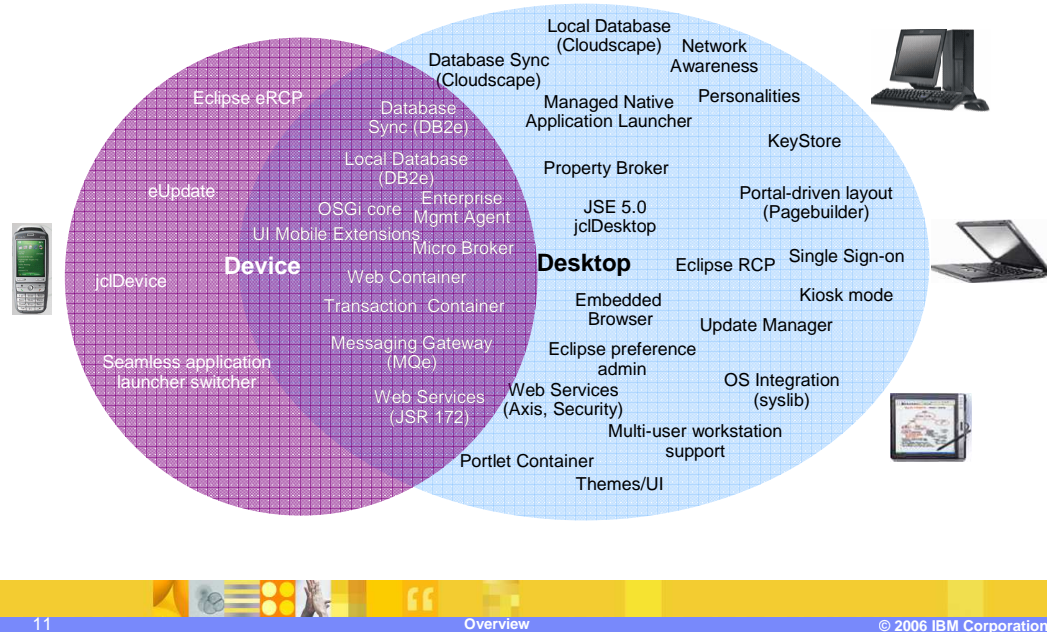 Local Database
(Cloudscape)
Network
Awareness
Database Sync
(Cloudscape)
Eclipse eRCP
Database
Sync (DB2e)
Managed Native
Application Launcher
Personalities
KeyStore
Local Database
(DB2e)
Property Broker
eUpdate
Enterprise
Mgmt Agent
OSGi core
JSE 5.0
jclDesktop
Portal-driven layout
(Pagebuilder)
UI Mobile Extensions
Micro Broker
Device
Desktop
Eclipse RCP
Single Sign-on
jclDevice
Web Container
Transaction Container
Embedded
Browser
Kiosk mode
Update Manager
Messaging Gateway
(MQe)
Eclipse preference
admin
Seamless application
launcher switcher
Web Services
(JSR 172)
Web Services
(Axis, Security)
OS Integration
(syslib)
Multi-user workstation
support
Portlet Container
Themes/UI
11
Overview
© 2006 IBM Corporation